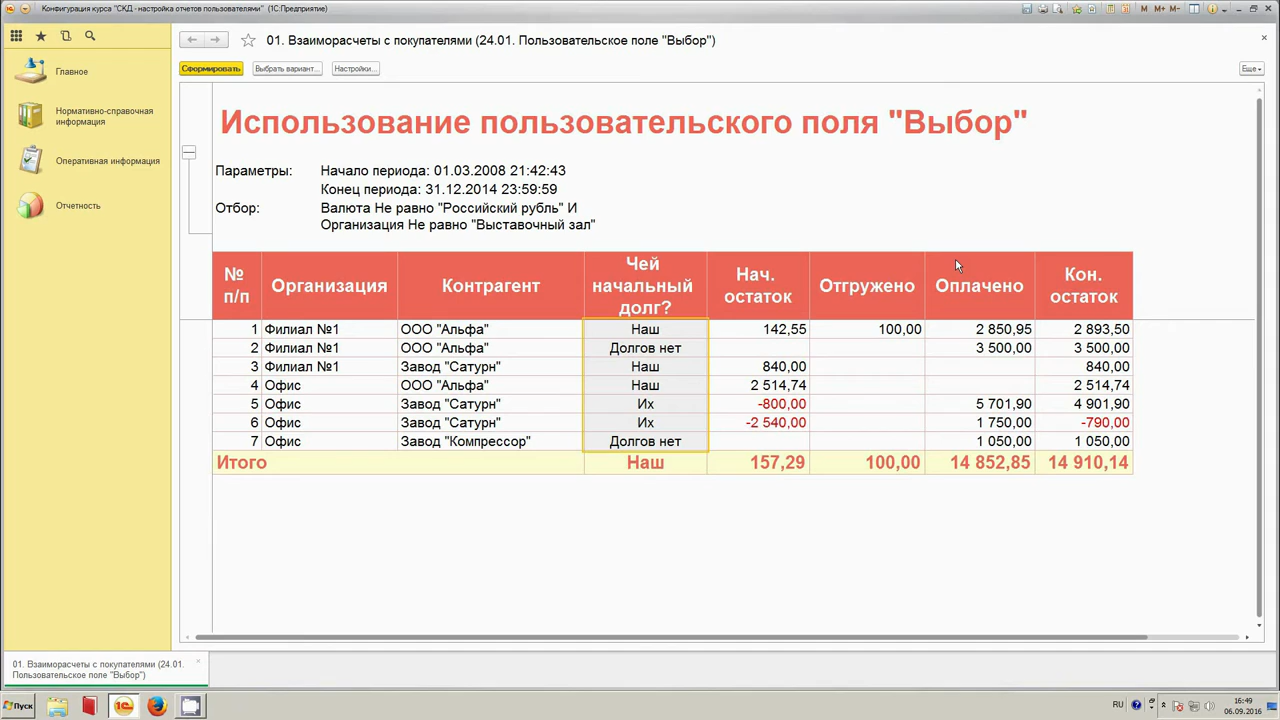 Конфигурация курса "СКД - настройка отчетов пользователями" (1С:Предприятие)
M M+ M-
01. Взаиморасчеты с покупателями (24.01. Пользовательское поле "Выбор")
Сформировать Выбрать вариант... Настройки... Еще
Главное
Нормативно-справочная
информация
Оперативная информация
Отчетность
Использование пользовательского поля "Выбор"
Параметры: Начало периода: 01.03.2008 21:42:43
Конец периода: 31.12.2014 23:59:59
Отбор: Валюта Не равно "Российский рубль" И
Организация Не равно "Выставочный зал"
№ п/п Организация Контрагент Чей начальный долг? Нач. остаток Отгружено Оплачено Кон. остаток
1 Филиал №1 ООО "Альфа" Наш 142,55 100,00 2 850,95 2 893,50
2 Филиал №1 ООО "Альфа" Долгов нет 3 500,00 3 500,00
3 Филиал №1 Завод "Сатурн" Наш 840,00 840,00
4 Офис ООО "Альфа" Наш 2 514,74 2 514,74
5 Офис Завод "Сатурн" Их -800,00 5 701,90 4 901,90
6 Офис Завод "Сатурн" Их -2 540,00 1 750,00 -790,00
7 Офис Завод "Компрессор" Долгов нет 1 050,00 1 050,00
Итого Наш 157,29 100,00 14 852,85 14 910,14
01. Взаиморасчеты с покупателями (24.01.
Пользовательское поле "Выбор")
Пуск
RU
16:49
06.09.2016